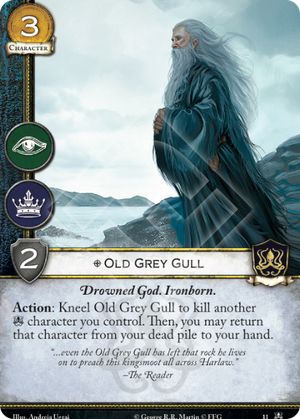 3
Character
2
Old Grey Gull
Drowned God. Ironborn.
Action: Kneel Old Grey Gull to kill another
character you control. Then, you may return
that character from your dead pile to your hand.
"...even the Old Grey Gull has left that rock he lives
on to preach this kingsmoot all across Harlaw."
–The Reader
Illus. Andreia Ugrai
© George R.R. Martin © FFG
11